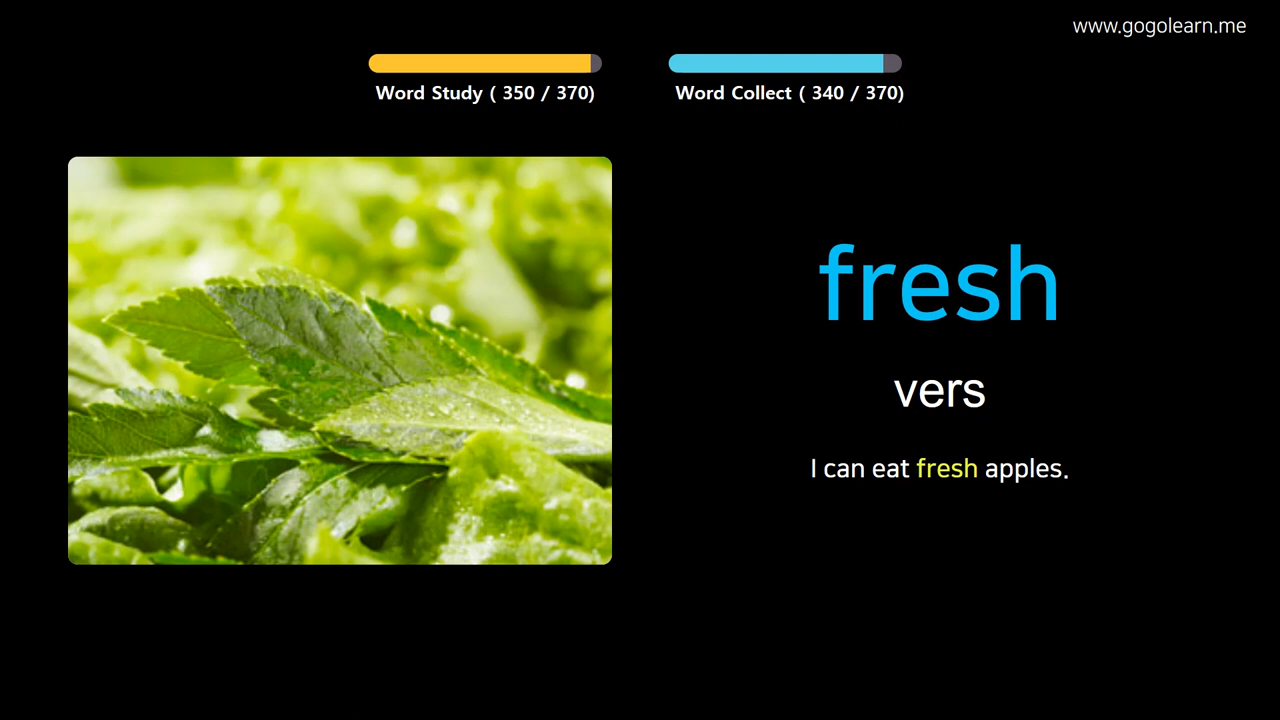 www.gogolearn.me
Word Study ( 350 / 370)
Word Collect ( 340 / 370)
fresh
vers
I can eat fresh apples.